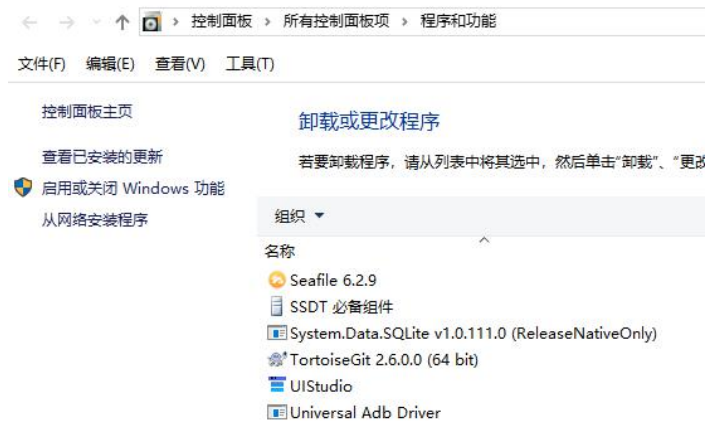 控制面板 › 所有控制面板项 › 程序和功能
文件(F) 编辑(E) 查看(V) 工具(T)
控制面板主页
查看已安装的更新
启用或关闭 Windows 功能
从网络安装程序
卸载或更改程序
若要卸载程序，请从列表中将其选中，然后单击“卸载”、“更改
组织
名称
Seafile 6.2.9
SSDT 必备组件
System.Data.SQLite v1.0.111.0 (ReleaseNativeOnly)
TortoiseGit 2.6.0.0 (64 bit)
UIStudio
Universal Adb Driver